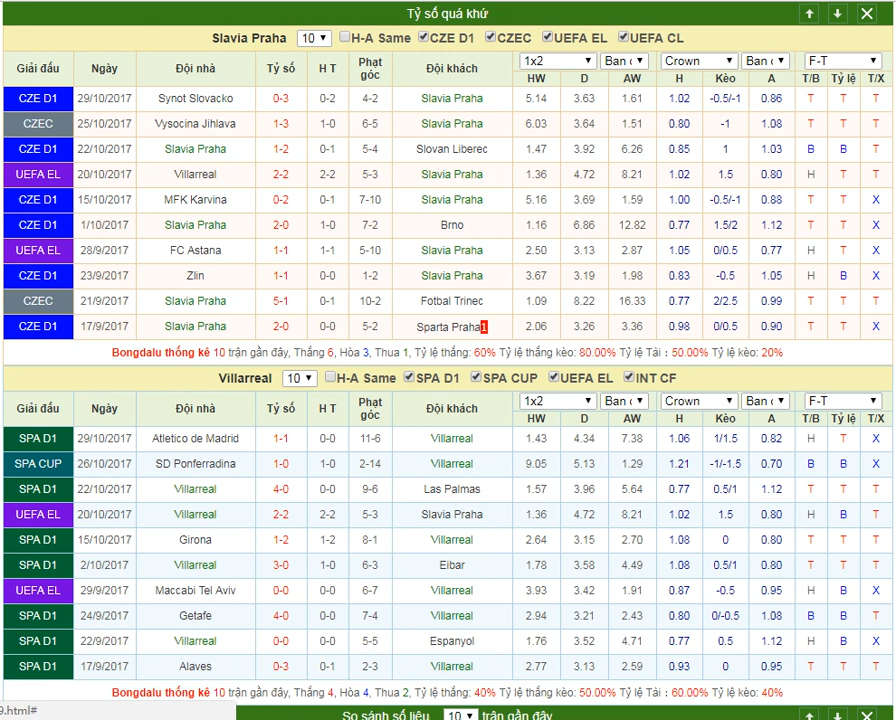 Tỷ số quá khứ
Slavia Praha 10 H-A Same CZE D1 CZEC UEFA EL UEFA CL
Giải đấu Ngày Đội nhà Tỷ số H T Phạt góc Đội khách 1x2 Ban Crown Ban F-T
HW D AW H Kèo A T/B Tỷ lệ T/X
CZE D1 29/10/2017 Synot Slovacko 0-3 0-2 4-2 Slavia Praha 5.14 3.63 1.61 1.02 -0.5/-1 0.86 T T T
CZEC 25/10/2017 Vysocina Jihlava 1-3 1-0 6-5 Slavia Praha 6.03 3.64 1.51 0.80 -1 1.08 T T T
CZE D1 22/10/2017 Slavia Praha 1-2 0-1 5-4 Slovan Liberec 1.47 3.92 6.26 0.85 1 1.03 B B T
UEFA EL 20/10/2017 Villarreal 2-2 2-2 5-3 Slavia Praha 1.36 4.72 8.21 1.02 1.5 0.80 H T T
CZE D1 15/10/2017 MFK Karvina 0-2 0-1 7-10 Slavia Praha 5.16 3.69 1.59 1.00 -0.5/-1 0.88 T T X
CZE D1 1/10/2017 Slavia Praha 2-0 1-0 7-2 Brno 1.16 6.86 12.82 0.77 1.5/2 1.12 T T X
UEFA EL 28/9/2017 FC Astana 1-1 1-1 5-10 Slavia Praha 2.50 3.13 2.87 1.05 0/0.5 0.77 H T X
CZE D1 23/9/2017 Zlin 1-1 0-0 1-2 Slavia Praha 3.67 3.19 1.98 0.83 -0.5 1.05 H B X
CZEC 21/9/2017 Slavia Praha 5-1 0-1 10-2 Fotbal Trinec 1.09 8.22 16.33 0.77 2/2.5 0.99 T T T
CZE D1 17/9/2017 Slavia Praha 2-0 0-0 5-2 Sparta Praha1 2.06 3.26 3.36 0.98 0/0.5 0.90 T T X
Bongdalu thống kê 10 trận gần đây, Thắng 6, Hòa 3, Thua 1, Tỷ lệ thắng: 60% Tỷ lệ thắng kèo: 80.00% Tỷ lệ Tài : 50.00% Tỷ lệ kèo: 20%
Villarreal 10 H-A Same SPA D1 SPA CUP UEFA EL INT CF
Giải đấu Ngày Đội nhà Tỷ số H T Phạt góc Đội khách 1x2 Ban Crown Ban F-T
HW D AW H Kèo A T/B Tỷ lệ T/X
SPA D1 29/10/2017 Atletico de Madrid 1-1 0-0 11-6 Villarreal 1.43 4.34 7.38 1.06 1/1.5 0.82 H T X
SPA CUP 26/10/2017 SD Ponferradina 1-0 1-0 2-14 Villarreal 9.05 5.13 1.29 1.21 -1/-1.5 0.70 B B X
SPA D1 22/10/2017 Villarreal 4-0 0-0 9-6 Las Palmas 1.57 3.96 5.64 0.77 0.5/1 1.12 T T T
UEFA EL 20/10/2017 Villarreal 2-2 2-2 5-3 Slavia Praha 1.36 4.72 8.21 1.02 1.5 0.80 H B T
SPA D1 15/10/2017 Girona 1-2 1-2 8-1 Villarreal 2.64 3.15 2.70 1.08 0 0.80 T T T
SPA D1 2/10/2017 Villarreal 3-0 1-0 6-3 Eibar 1.78 3.58 4.49 1.08 0.5/1 0.80 T T T
UEFA EL 29/9/2017 Maccabi Tel Aviv 0-0 0-0 6-7 Villarreal 3.93 3.42 1.91 0.87 -0.5 0.95 H B X
SPA D1 24/9/2017 Getafe 4-0 0-0 7-4 Villarreal 2.94 3.21 2.43 0.80 0/-0.5 1.08 B B T
SPA D1 22/9/2017 Villarreal 0-0 0-0 5-5 Espanyol 1.76 3.52 4.71 0.77 0.5 1.12 H B X
SPA D1 17/9/2017 Alaves 0-3 0-1 2-3 Villarreal 2.77 3.13 2.59 0.93 0 0.95 T T T
Bongdalu thống kê 10 trận gần đây, Thắng 4, Hòa 4, Thua 2, Tỷ lệ thắng: 40% Tỷ lệ thắng kèo: 50.00% Tỷ lệ Tài : 60.00% Tỷ lệ kèo: 40%
9.html#
So sánh số liệu 10 trận gần đây